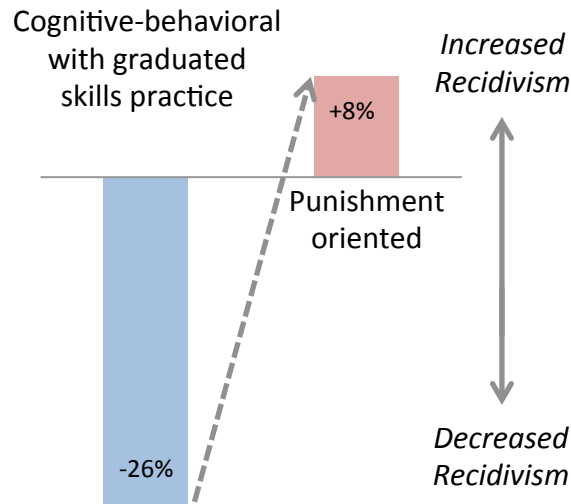 Cognitive-behavioral
with graduated
skills practice
Increased
Recidivism
+8%
Punishment
oriented
-26%
Decreased
Recidivism